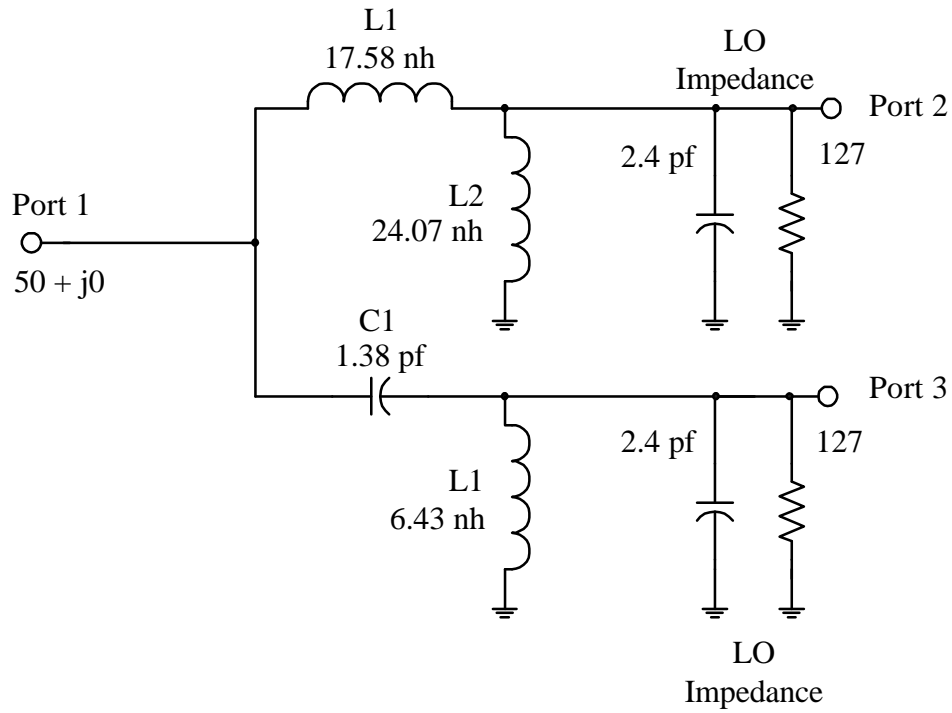 L1
17.58 nh
LO
Impedance
Port 2
2.4 pf
127
L2
24.07 nh
Port 1
50 + j0
C1
1.38 pf
Port 3
2.4 pf
127
L1
6.43 nh
LO
Impedance